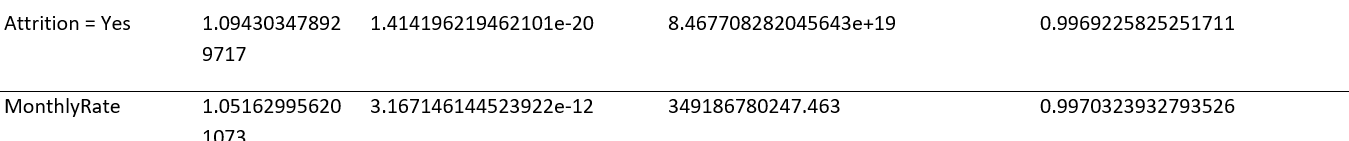 Attrition = Yes 1.09430347892 1.414196219462101e-20 8.467708282045643e+19 0.9969225825251711
9717
MonthlyRate 1.05162995620 3.167146144523922e-12 349186780247.463 0.9970323932793526
1073